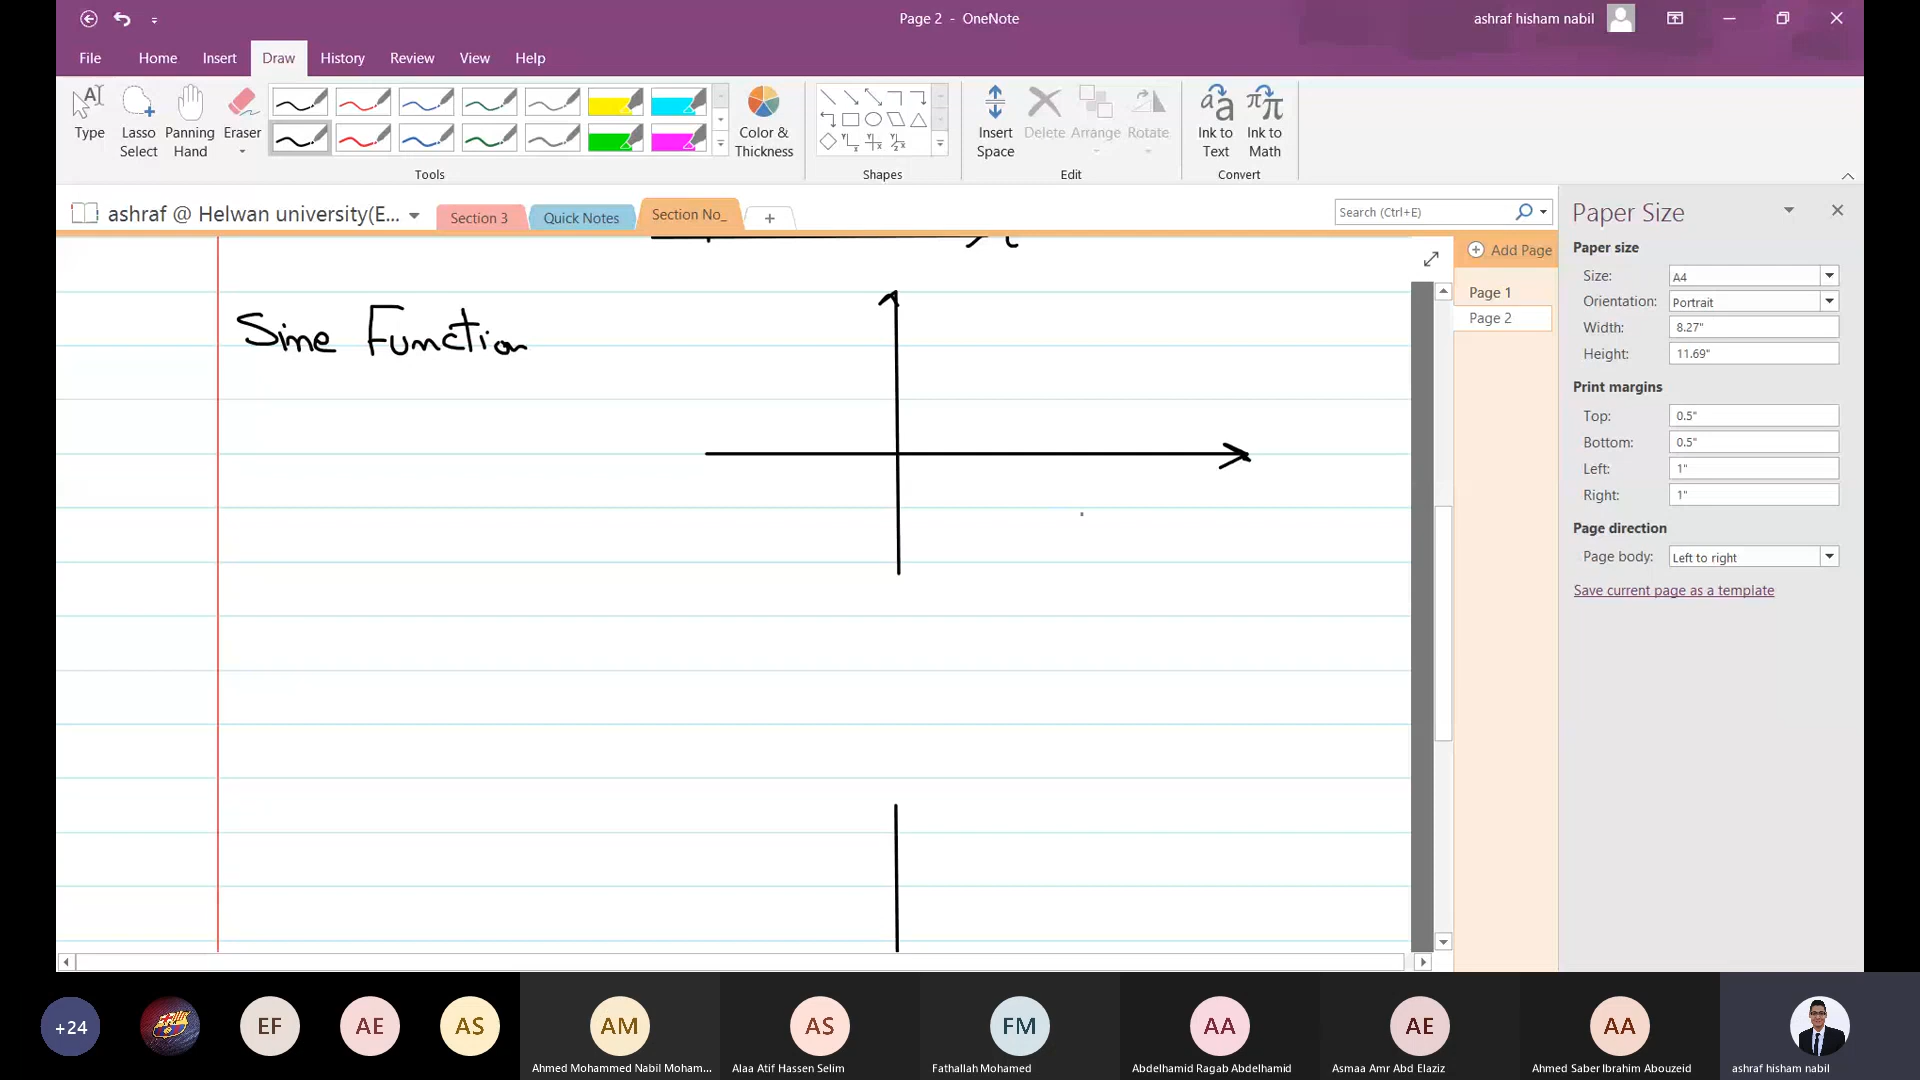 Page 2 - OneNote
ashraf hisham nabil
File Home Insert Draw History Review View Help
Type
Lasso Select
Panning Hand
Eraser
Color & Thickness
Insert Space
Delete
Arrange
Rotate
Ink to Text
Ink to Math
Tools
Shapes
Edit
Convert
ashraf @ Helwan university(E...
Section 3
Quick Notes
Section No_
Search (Ctrl+E)
Add Page
Page 1
Page 2
Sine Function
Paper Size
Paper size
Size: A4
Orientation: Portrait
Width: 8.27"
Height: 11.69"
Print margins
Top: 0.5"
Bottom: 0.5"
Left: 1"
Right: 1"
Page direction
Page body: Left to right
Save current page as a template
+24
EF
AE
AS
AM
AS
FM
AA
AE
AA
Ahmed Mohammed Nabil Moham...
Alaa Atif Hassen Selim
Fathallah Mohamed
Abdelhamid Ragab Abdelhamid
Asmaa Amr Abd Elaziz
Ahmed Saber Ibrahim Abouzeid
ashraf hisham nabil